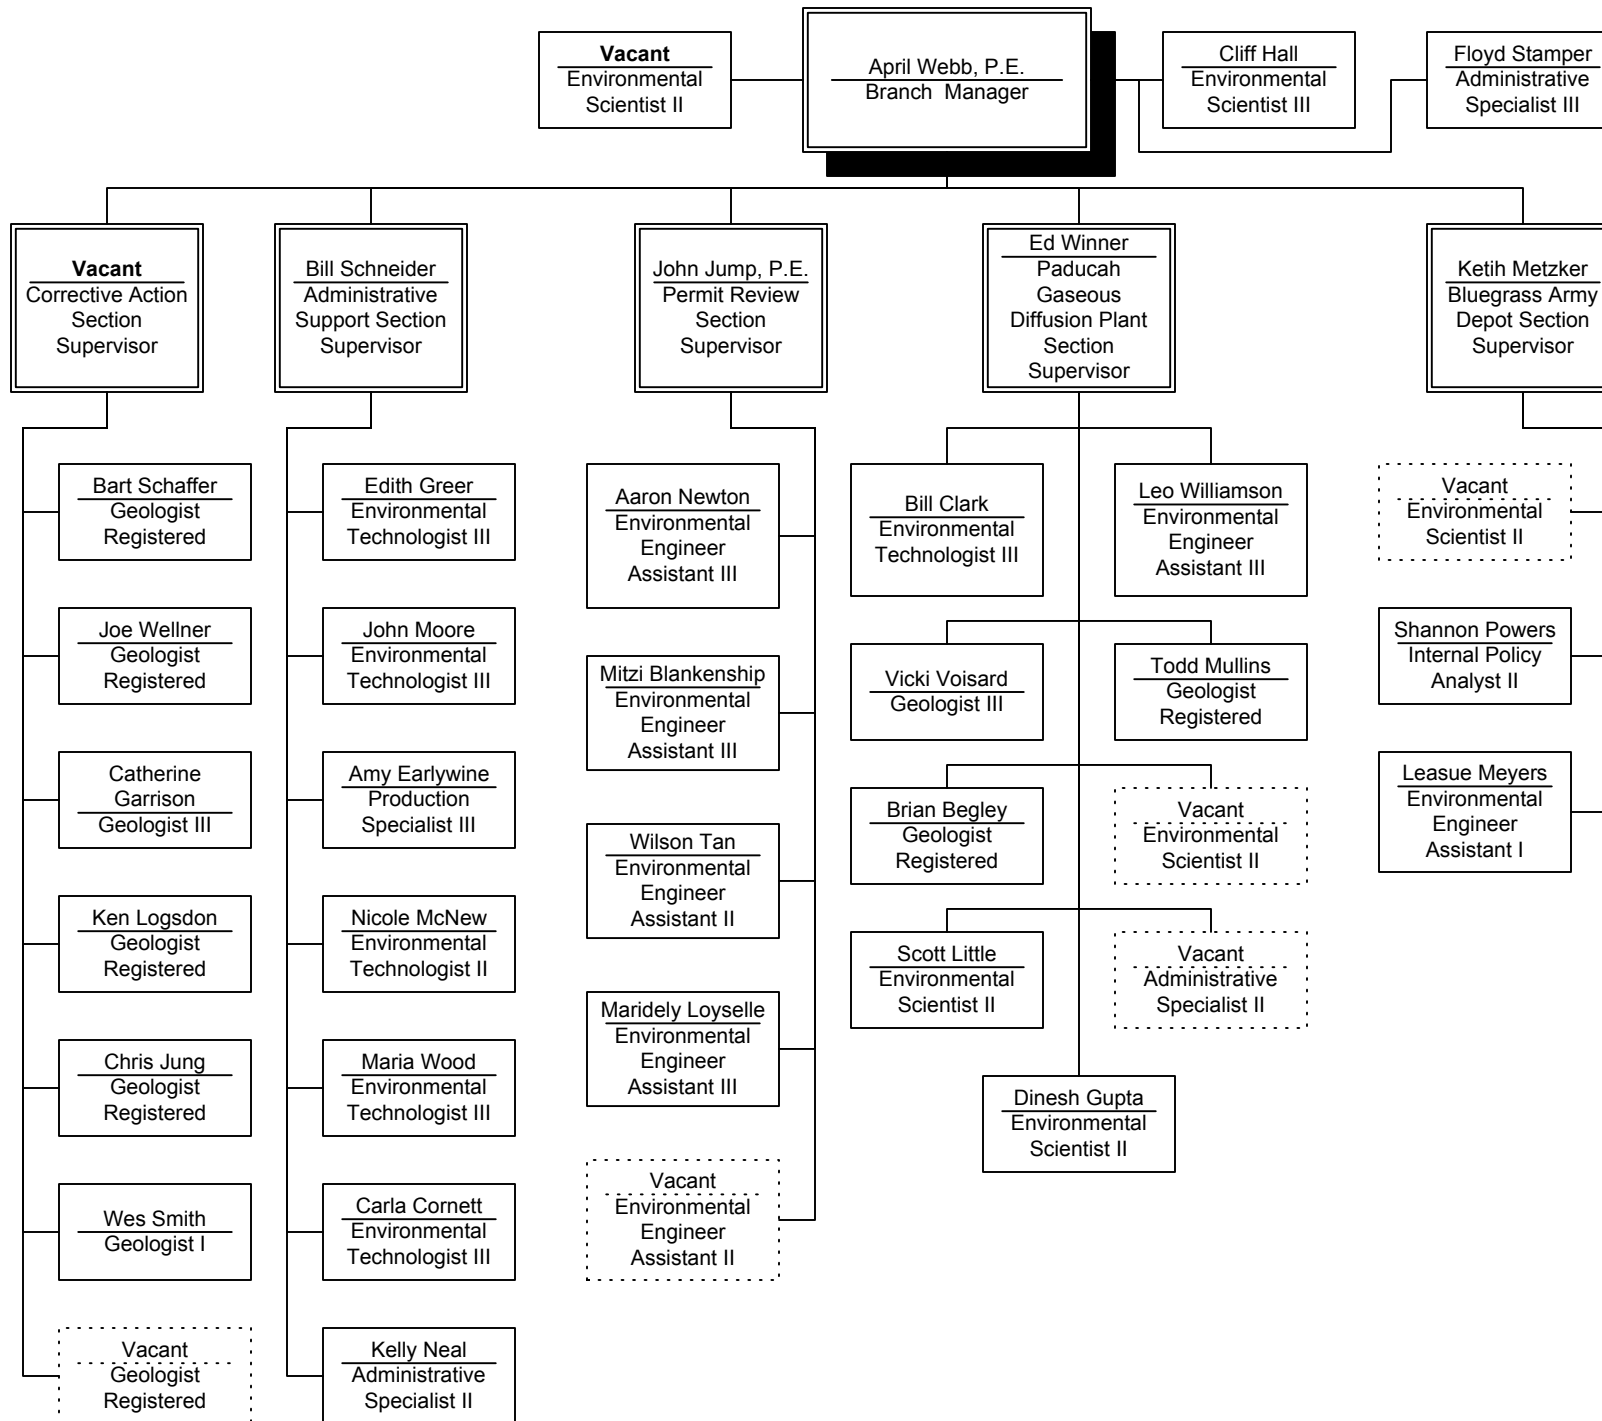 Vacant
Environmental
Scientist II
April Webb, P.E.
Branch Manager
Cliff Hall
Environmental
Scientist III
Floyd Stamper
Administrative
Specialist III
Vacant
Corrective Action
Section
Supervisor
Bill Schneider
Administrative
Support Section
Supervisor
John Jump, P.E.
Permit Review
Section
Supervisor
Ed Winner
Paducah
Gaseous
Diffusion Plant
Section
Supervisor
Ketih Metzker
Bluegrass Army
Depot Section
Supervisor
Bart Schaffer
Geologist
Registered
Joe Wellner
Geologist
Registered
Catherine
Garrison
Geologist III
Ken Logsdon
Geologist
Registered
Chris Jung
Geologist
Registered
Wes Smith
Geologist I
Vacant
Geologist
Registered
Edith Greer
Environmental
Technologist III
John Moore
Environmental
Technologist III
Amy Earlywine
Production
Specialist III
Nicole McNew
Environmental
Technologist II
Maria Wood
Environmental
Technologist III
Carla Cornett
Environmental
Technologist III
Kelly Neal
Administrative
Specialist II
Aaron Newton
Environmental
Engineer
Assistant III
Mitzi Blankenship
Environmental
Engineer
Assistant III
Wilson Tan
Environmental
Engineer
Assistant II
Maridely Loyselle
Environmental
Engineer
Assistant III
Vacant
Environmental
Engineer
Assistant II
Bill Clark
Environmental
Technologist III
Leo Williamson
Environmental
Engineer
Assistant III
Vicki Voisard
Geologist III
Todd Mullins
Geologist
Registered
Brian Begley
Geologist
Registered
Vacant
Environmental
Scientist II
Scott Little
Environmental
Scientist II
Vacant
Administrative
Specialist II
Dinesh Gupta
Environmental
Scientist II
Vacant
Environmental
Scientist II
Shannon Powers
Internal Policy
Analyst II
Leasue Meyers
Environmental
Engineer
Assistant I